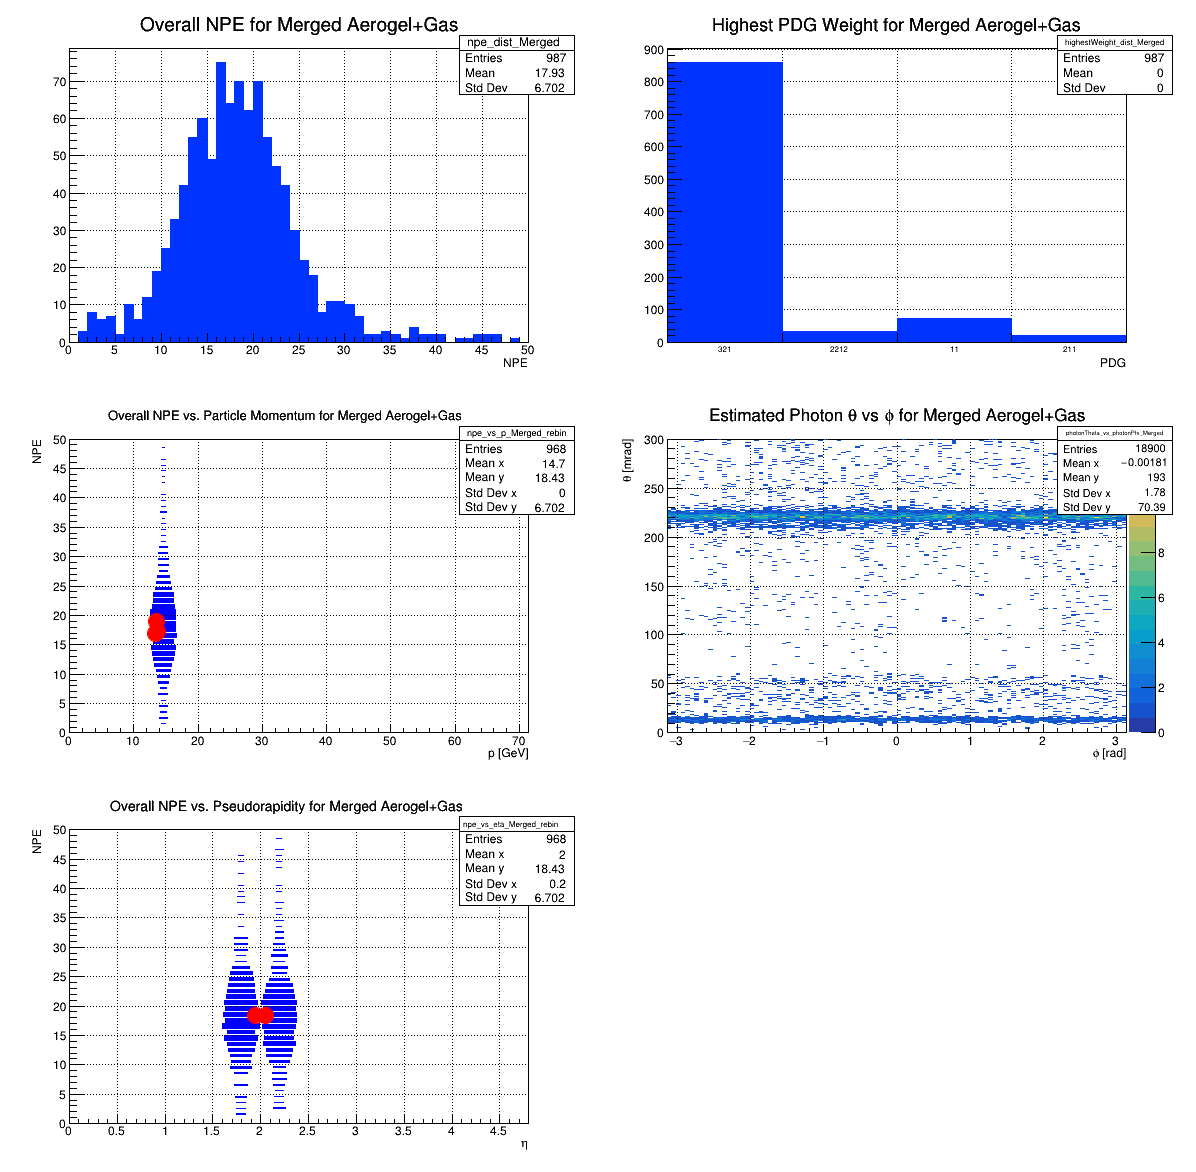 Overall NPE for Merged Aerogel+Gas
npe_dist_Merged
Entries 987
Mean 17.93
Std Dev 6.702
70
60
50
40
30
20
10
0
0 5 10 15 20 25 30 35 40 45 50
NPE
Highest PDG Weight for Merged Aerogel+Gas
highestWeight_dist_Merged
Entries 987
Mean 0
Std Dev 0
900
800
700
600
500
400
300
200
100
0
321 2212 11 211
PDG
Overall NPE vs. Particle Momentum for Merged Aerogel+Gas
npe_vs_p_Merged_rebin
Entries 968
Mean x 14.7
Mean y 18.43
Std Dev x 0
Std Dev y 6.702
NPE
50
45
40
35
30
25
20
15
10
5
0
0 10 20 30 40 50 60 70
p [GeV]
Estimated Photon θ vs ϕ for Merged Aerogel+Gas
photonTheta_vs_photonPhi_Merged
Entries 18900
Mean x −0.00181
Mean y 193
Std Dev x 1.78
Std Dev y 70.39
θ [mrad]
300
250
200
150
100
50
0
−3 −2 −1 0 1 2 3
ϕ [rad]
8
6
4
2
0
Overall NPE vs. Pseudorapidity for Merged Aerogel+Gas
npe_vs_eta_Merged_rebin
Entries 968
Mean x 2
Mean y 18.43
Std Dev x 0.2
Std Dev y 6.702
NPE
50
45
40
35
30
25
20
15
10
5
0
0 0.5 1 1.5 2 2.5 3 3.5 4 4.5
η